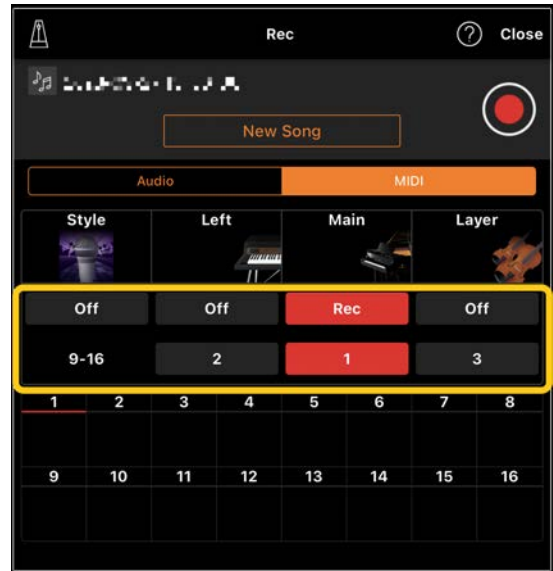 Rec ? Close
New Song
Audio MIDI
Style Left Main Layer
Off Off Rec Off
9-16 2 1 3
1 2 3 4 5 6 7 8
9 10 11 12 13 14 15 16